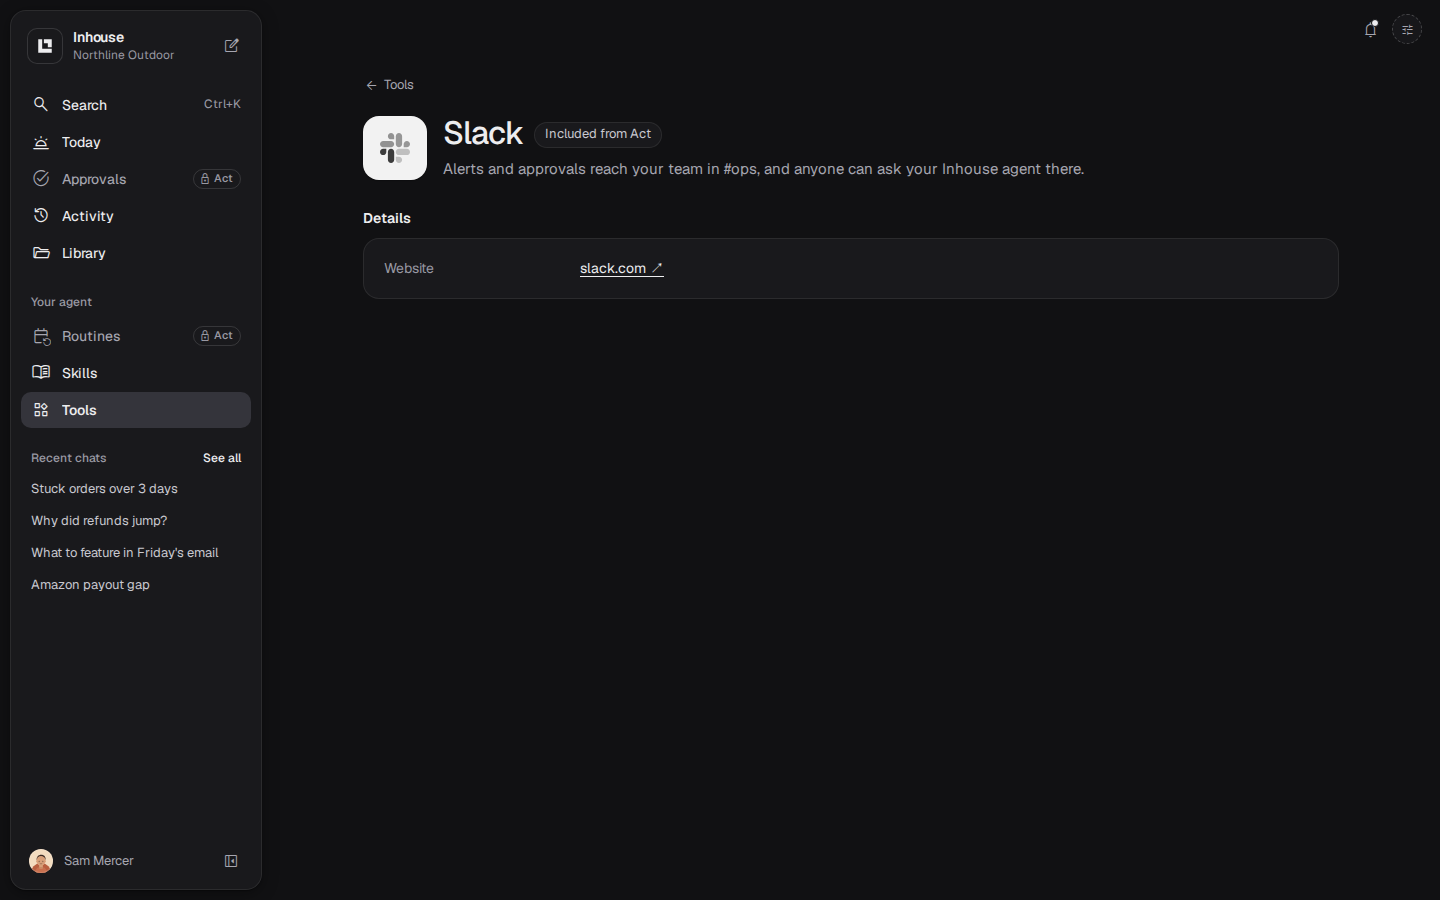 Inhouse
Northline Outdoor
Search Ctrl+K
Today
Approvals Act
Activity
Library
Your agent
Routines Act
Skills
Tools
Recent chats See all
Stuck orders over 3 days
Why did refunds jump?
What to feature in Friday's email
Amazon payout gap
Sam Mercer
← Tools
Slack Included from Act
Alerts and approvals reach your team in #ops, and anyone can ask your Inhouse agent there.
Details
Website slack.com ↗